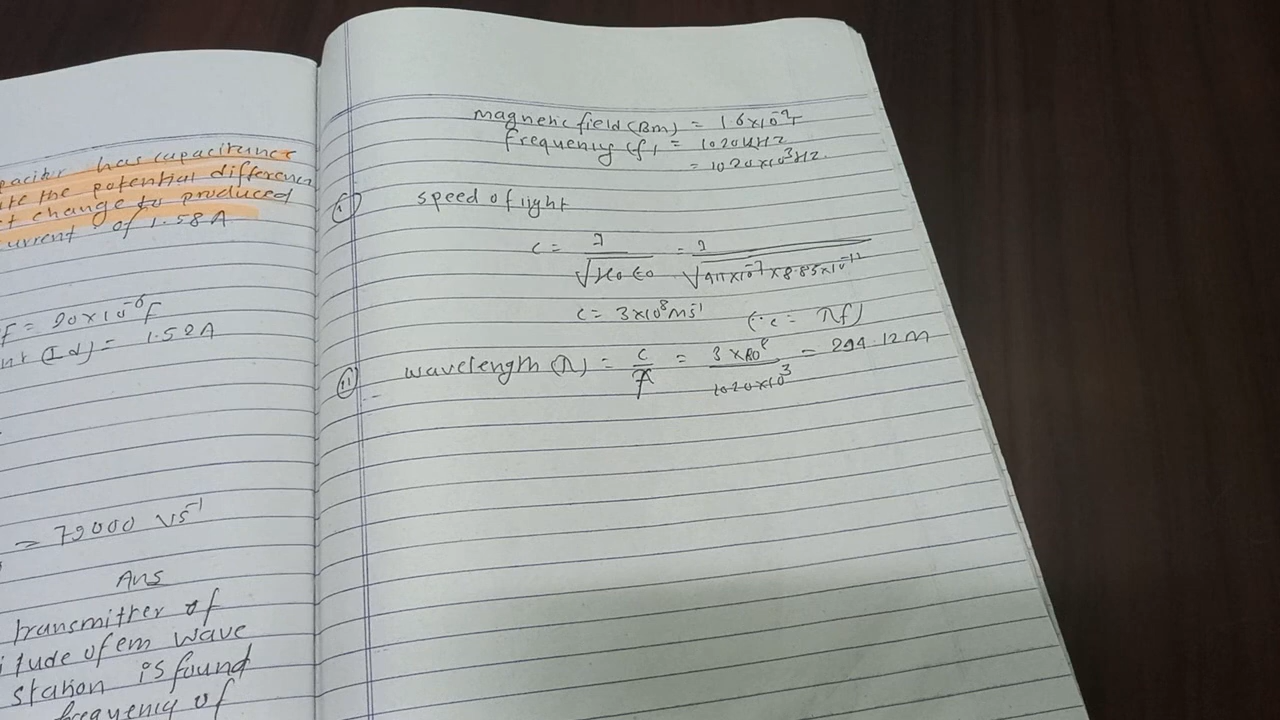 pacitor has capacitance
te the potential difference
t change to produced
current of 1.58A
F = 20×10⁻⁶F
nt (Id) = 1.58A
= 79000 Vs⁻¹
Ans
transmitter of
itude of em wave
station is found
frequency of
magnetic field (Bm) = 1.6×10
frequency (f) = 1020KHZ
= 1020×10³HZ.
(i) speed of light
c = 1/√μ₀ε₀ = 1/√4π×10⁻⁷×8.85×10⁻¹²
c = 3×10⁸ms⁻¹
(∵ c = λf)
(ii) wavelength (λ) = c/f = 3×10⁸/1020×10³ = 294.12m